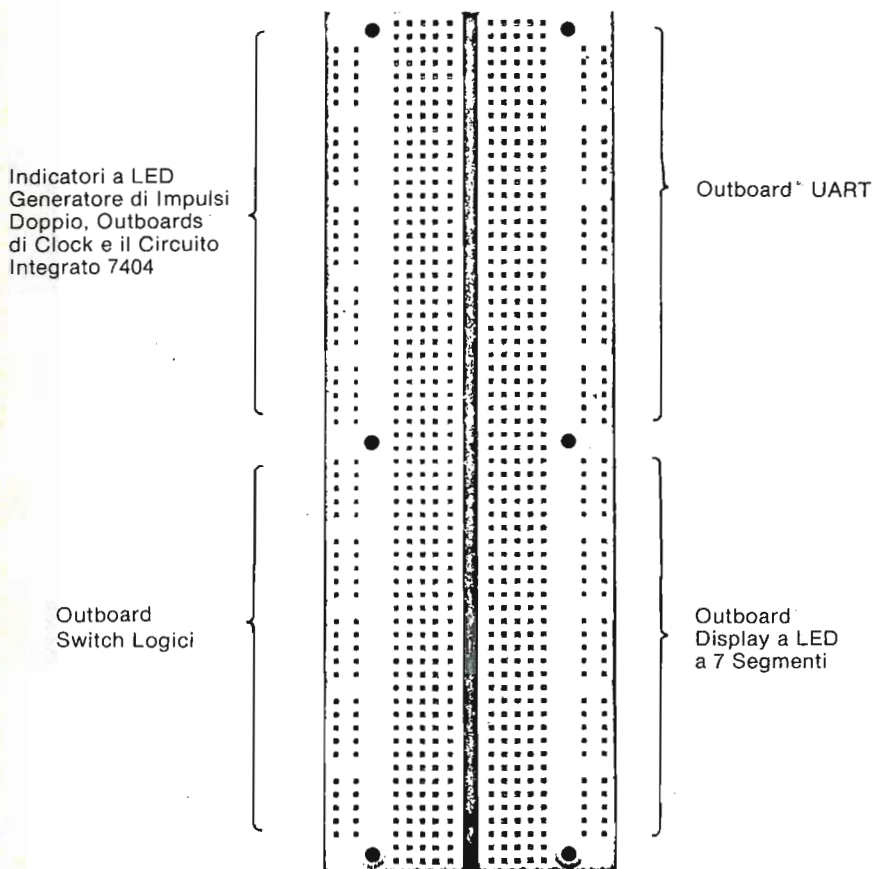 Indicatori a LED
Generatore di Impulsi
Doppio, Outboards
di Clock e il Circuito
Integrato 7404
Outboard UART
Outboard
Switch Logici
Outboard
Display a LED
a 7 Segmenti